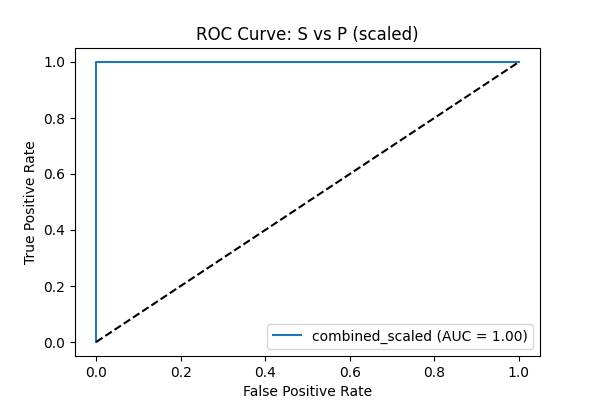 ROC Curve: S vs P (scaled)
True Positive Rate
1.0
0.8
0.6
0.4
0.2
0.0
combined_scaled (AUC = 1.00)
0.0 0.2 0.4 0.6 0.8 1.0
False Positive Rate